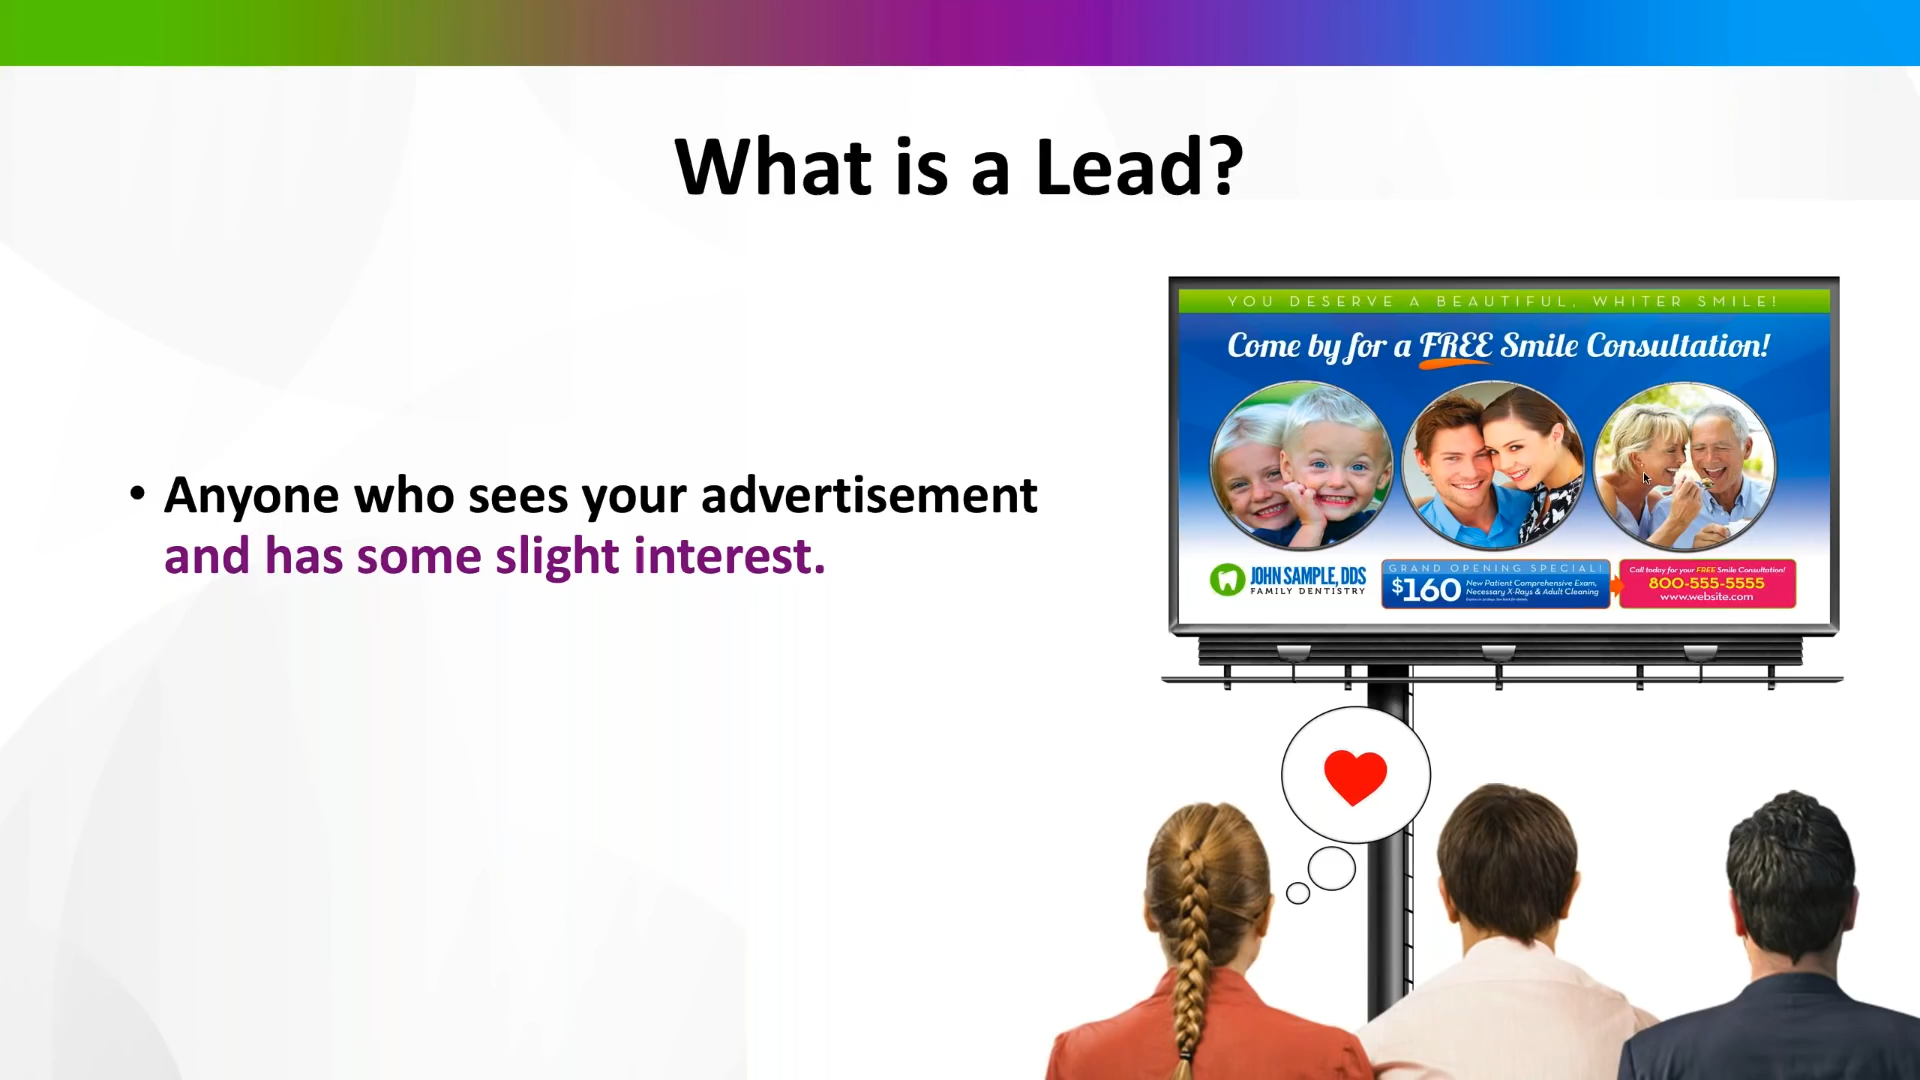 What is a Lead?
• Anyone who sees your advertisement
and has some slight interest.
YOU DESERVE A BEAUTIFUL, WHITER SMILE!
Come by for a FREE Smile Consultation!
JOHN SAMPLE, DDS
FAMILY DENTISTRY
GRAND OPENING SPECIAL!
$160
New Patient Comprehensive Exam,
Necessary X-Rays & Adult Cleaning
Call today for your FREE Smile Consultation!
800-555-5555
www.website.com